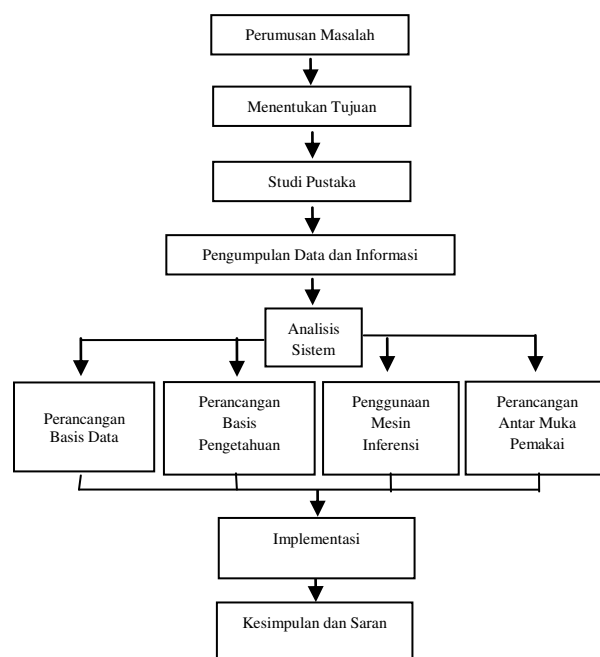 Perumusan Masalah
Menentukan Tujuan
Studi Pustaka
Pengumpulan Data dan Informasi
Analisis
Sistem
Perancangan
Basis Data
Perancangan
Basis
Pengetahuan
Penggunaan
Mesin
Inferensi
Perancangan
Antar Muka
Pemakai
Implementasi
Kesimpulan dan Saran